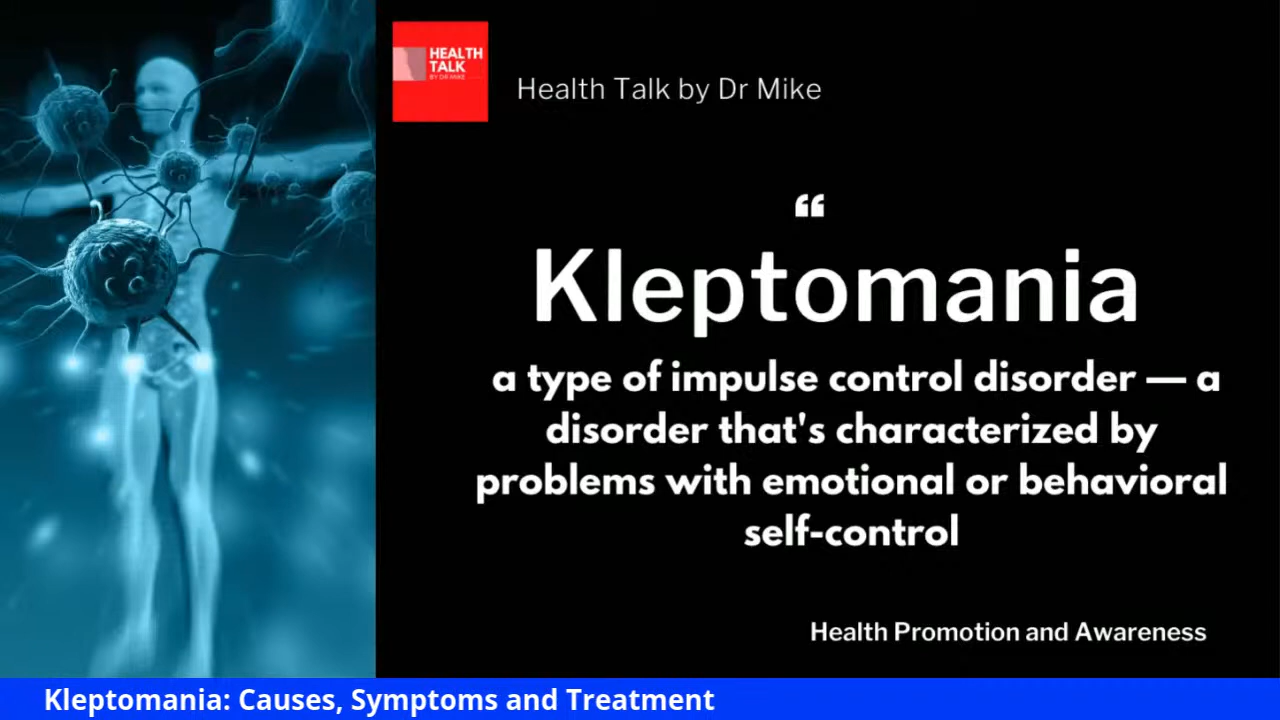 HEALTH
TALK
BY DR MIKE
Health Talk by Dr Mike
“
Kleptomania
a type of impulse control disorder — a
disorder that's characterized by
problems with emotional or behavioral
self-control
Health Promotion and Awareness
Kleptomania: Causes, Symptoms and Treatment